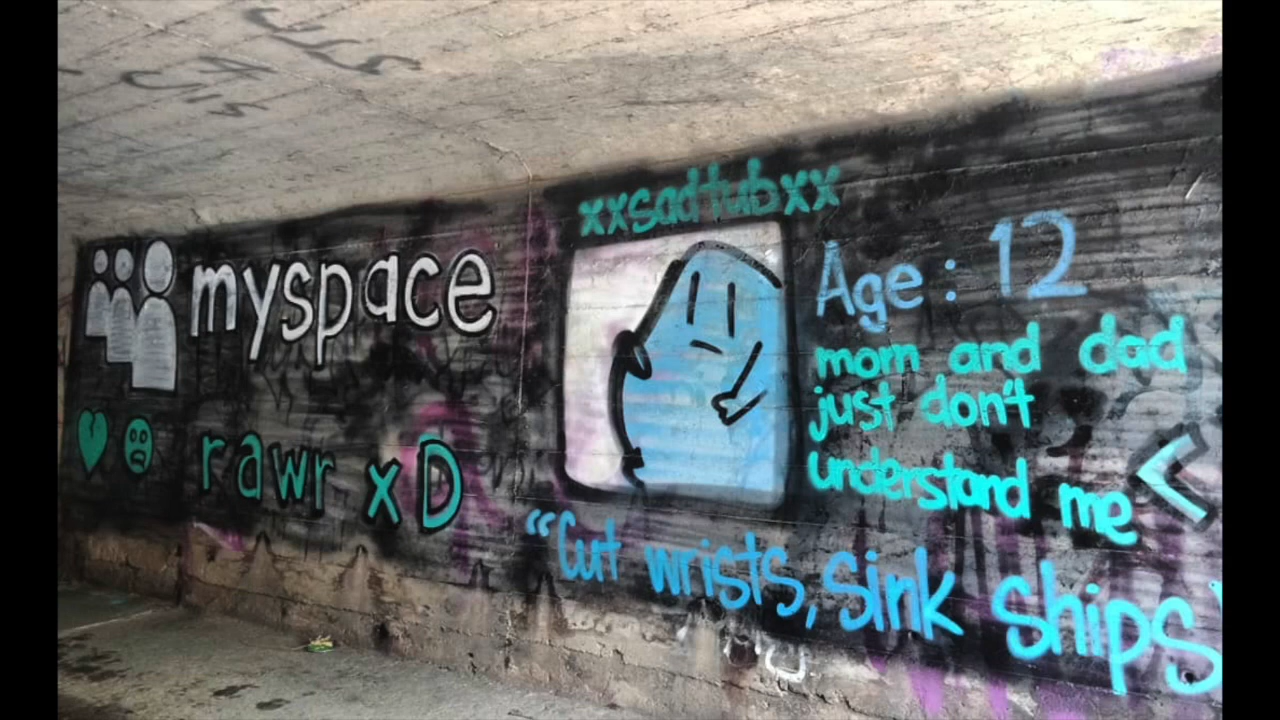 myspace
rawr xD
xxsadtubxx
Age: 12
mom and dad
just don't
understand me
"Cut wrists, sink ships